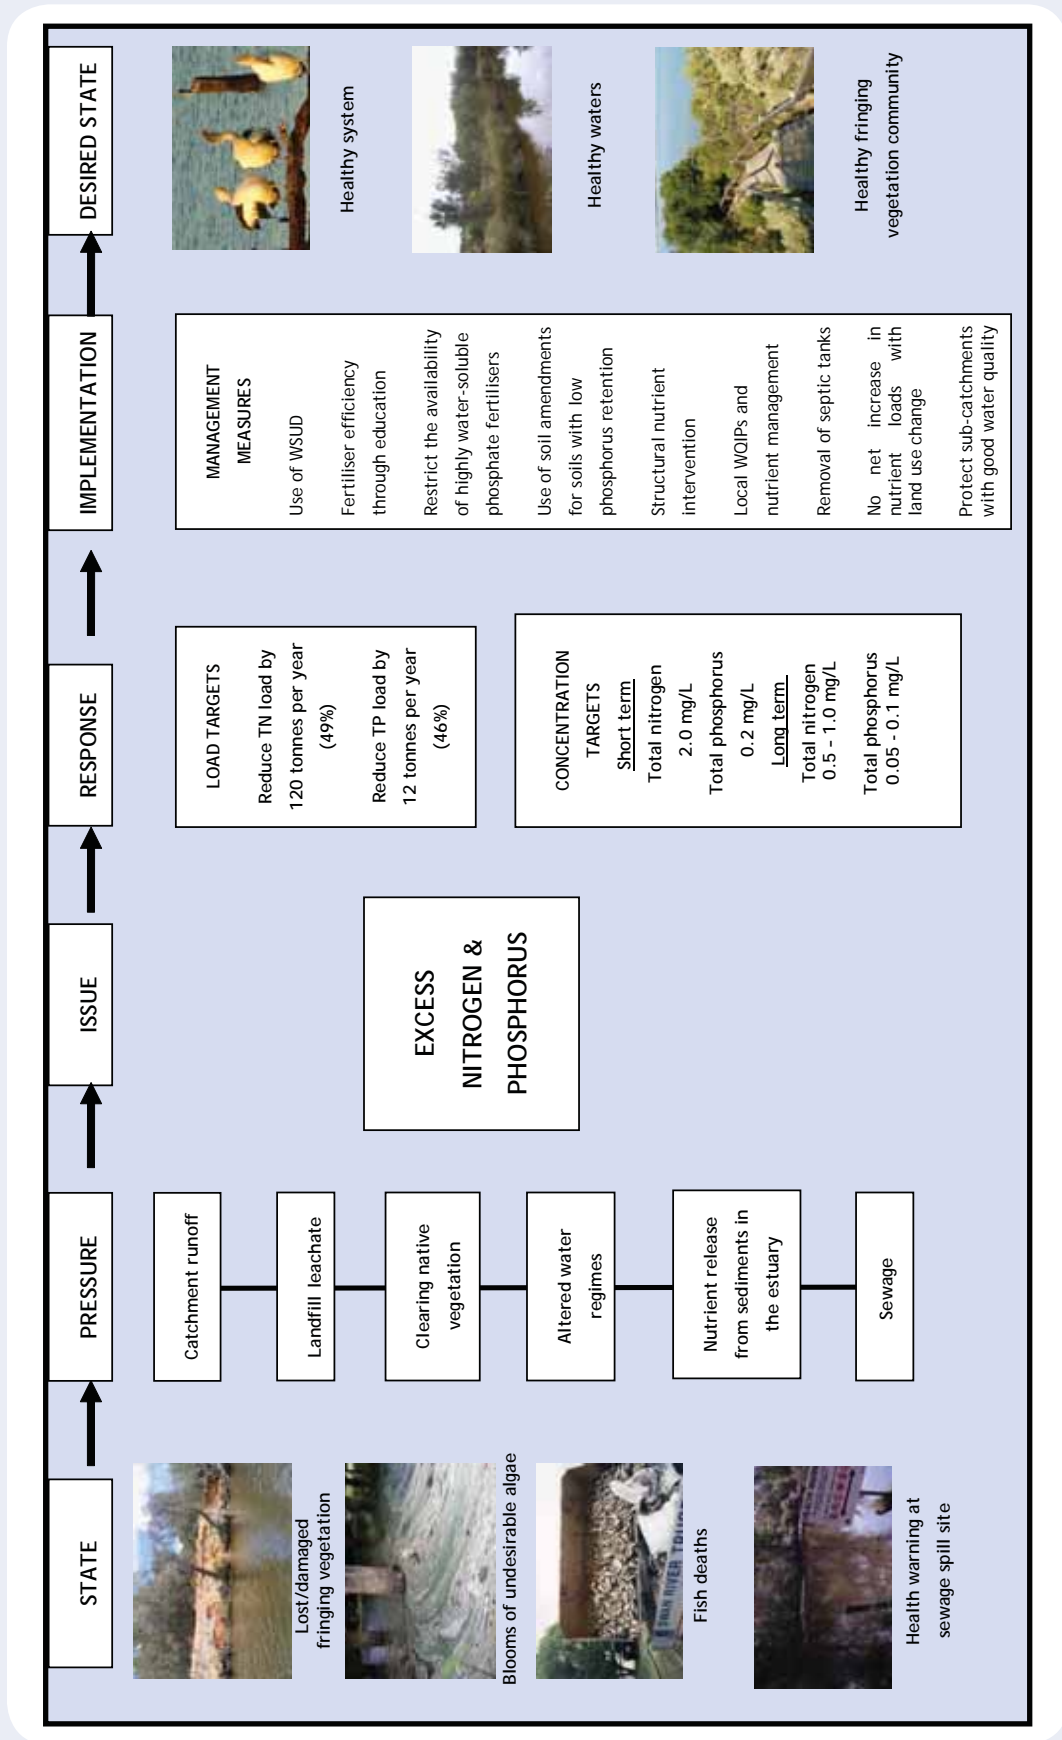 STATE
Lost/damaged
fringing vegetation
Blooms of undesirable algae
SWAN RIVER TRUST
Fish deaths
Health warning at
sewage spill site
PRESSURE
Catchment runoff
Landfill leachate
Clearing native
vegetation
Altered water
regimes
Nutrient release
from sediments in
the estuary
Sewage
ISSUE
EXCESS
NITROGEN &
PHOSPHORUS
RESPONSE
LOAD TARGETS
Reduce TN load by
120 tonnes per year
(49%)
Reduce TP load by
12 tonnes per year
(46%)
CONCENTRATION
TARGETS
Short term
Total nitrogen
2.0 mg/L
Total phosphorus
0.2 mg/L
Long term
Total nitrogen
0.5 - 1.0 mg/L
Total phosphorus
0.05 - 0.1 mg/L
IMPLEMENTATION
MANAGEMENT
MEASURES
Use of WSUD
Fertiliser efficiency
through education
Restrict the availability
of highly water-soluble
phosphate fertilisers
Use of soil amendments
for soils with low
phosphorus retention
Structural nutrient
intervention
Local WQIPs and
nutrient management
Removal of septic tanks
No net increase in
nutrient loads with
land use change
Protect sub-catchments
with good water quality
DESIRED STATE
Healthy system
Healthy waters
Healthy fringing
vegetation community